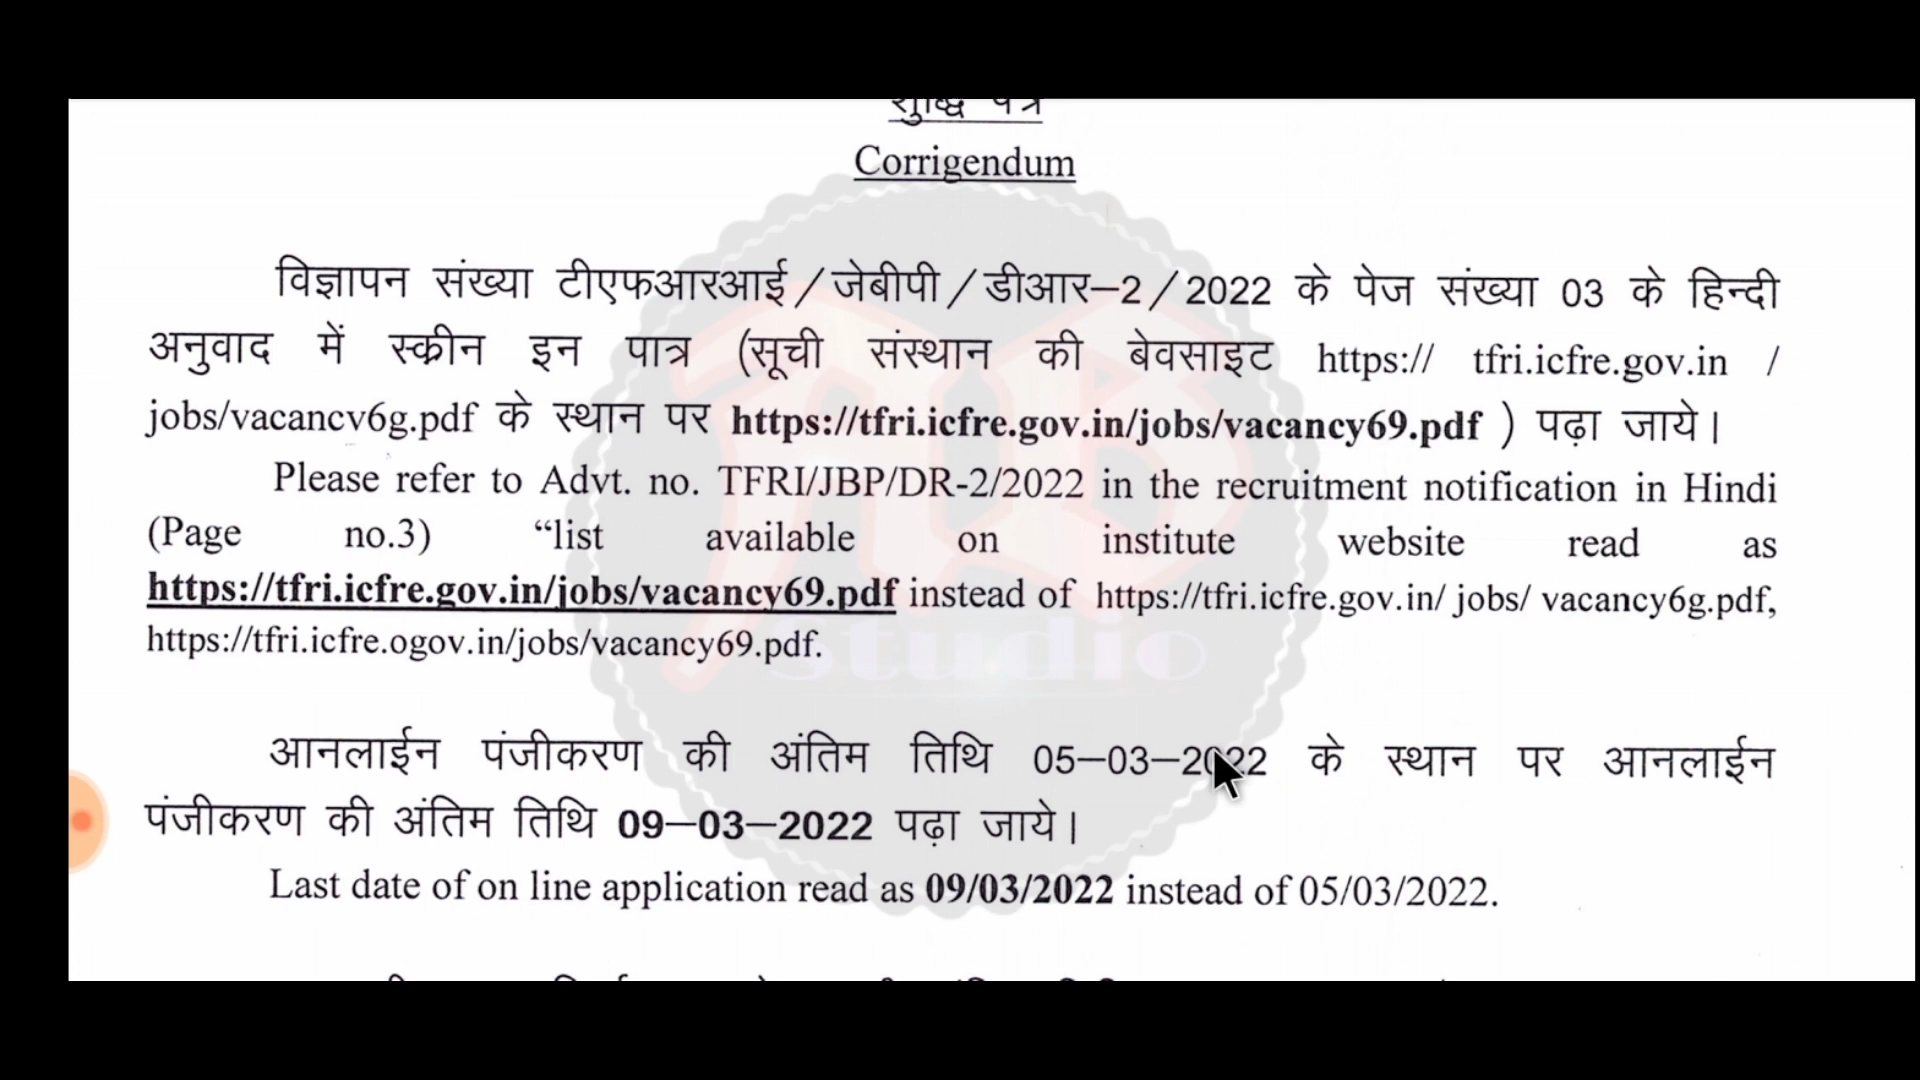 शुद्धि पत्र
Corrigendum
विज्ञापन संख्या टीएफआरआई/जेबीपी/डीआर–2/2022 के पेज संख्या 03 के हिन्दी
अनुवाद में स्क्रीन इन पात्र (सूची संस्थान की बेवसाइट https:// tfri.icfre.gov.in /
jobs/vacancv6g.pdf के स्थान पर https://tfri.icfre.gov.in/jobs/vacancy69.pdf ) पढ़ा जाये।
Please refer to Advt. no. TFRI/JBP/DR-2/2022 in the recruitment notification in Hindi
(Page no.3) “list available on institute website read as
https://tfri.icfre.gov.in/jobs/vacancy69.pdf instead of https://tfri.icfre.gov.in/ jobs/ vacancy6g.pdf,
https://tfri.icfre.ogov.in/jobs/vacancy69.pdf.
studio
आनलाईन पंजीकरण की अंतिम तिथि 05–03–2022 के स्थान पर आनलाईन
पंजीकरण की अंतिम तिथि 09–03–2022 पढ़ा जाये।
Last date of on line application read as 09/03/2022 instead of 05/03/2022.